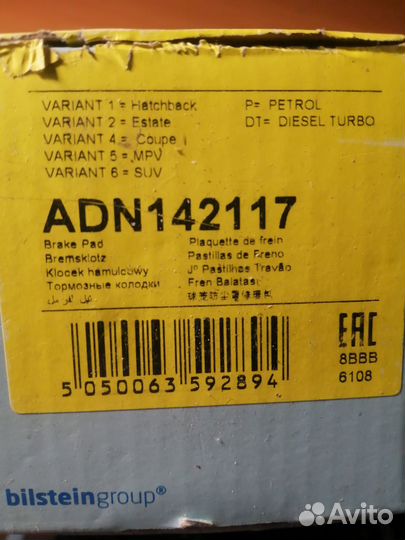 VARIANT 1 = Hatchback P= PETROL
VARIANT 2 = Estate DT= DIESEL TURBO
VARIANT 4 = Coupe
VARIANT 5 = MPV
VARIANT 6 = SUV
ADN142117
Brake Pad Plaquette de frein
Bremsklotz Pastillas de Freno
Klocek hamulcowy Jº Pastilhas Travão
Тормозные колодки Fren Balatası
EAC
8BBB
6108
5 050063 592894
bilsteingroup®
Avito